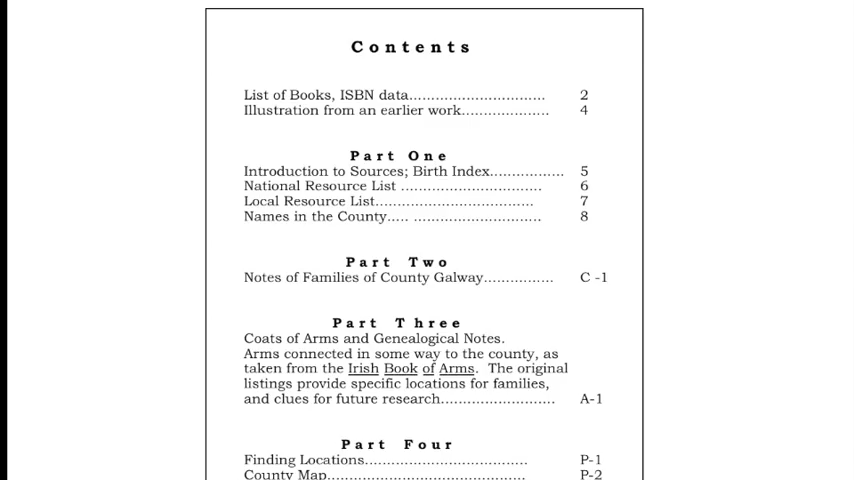 Contents
List of Books, ISBN data............................... 2
Illustration from an earlier work.................... 4
Part One
Introduction to Sources; Birth Index................. 5
National Resource List ................................ 6
Local Resource List.................................... 7
Names in the County..... ............................. 8
Part Two
Notes of Families of County Galway................ C -1
Part Three
Coats of Arms and Genealogical Notes.
Arms connected in some way to the county, as
taken from the Irish Book of Arms. The original
listings provide specific locations for families,
and clues for future research.......................... A-1
Part Four
Finding Locations..................................... P-1
County Map............................................. P-2